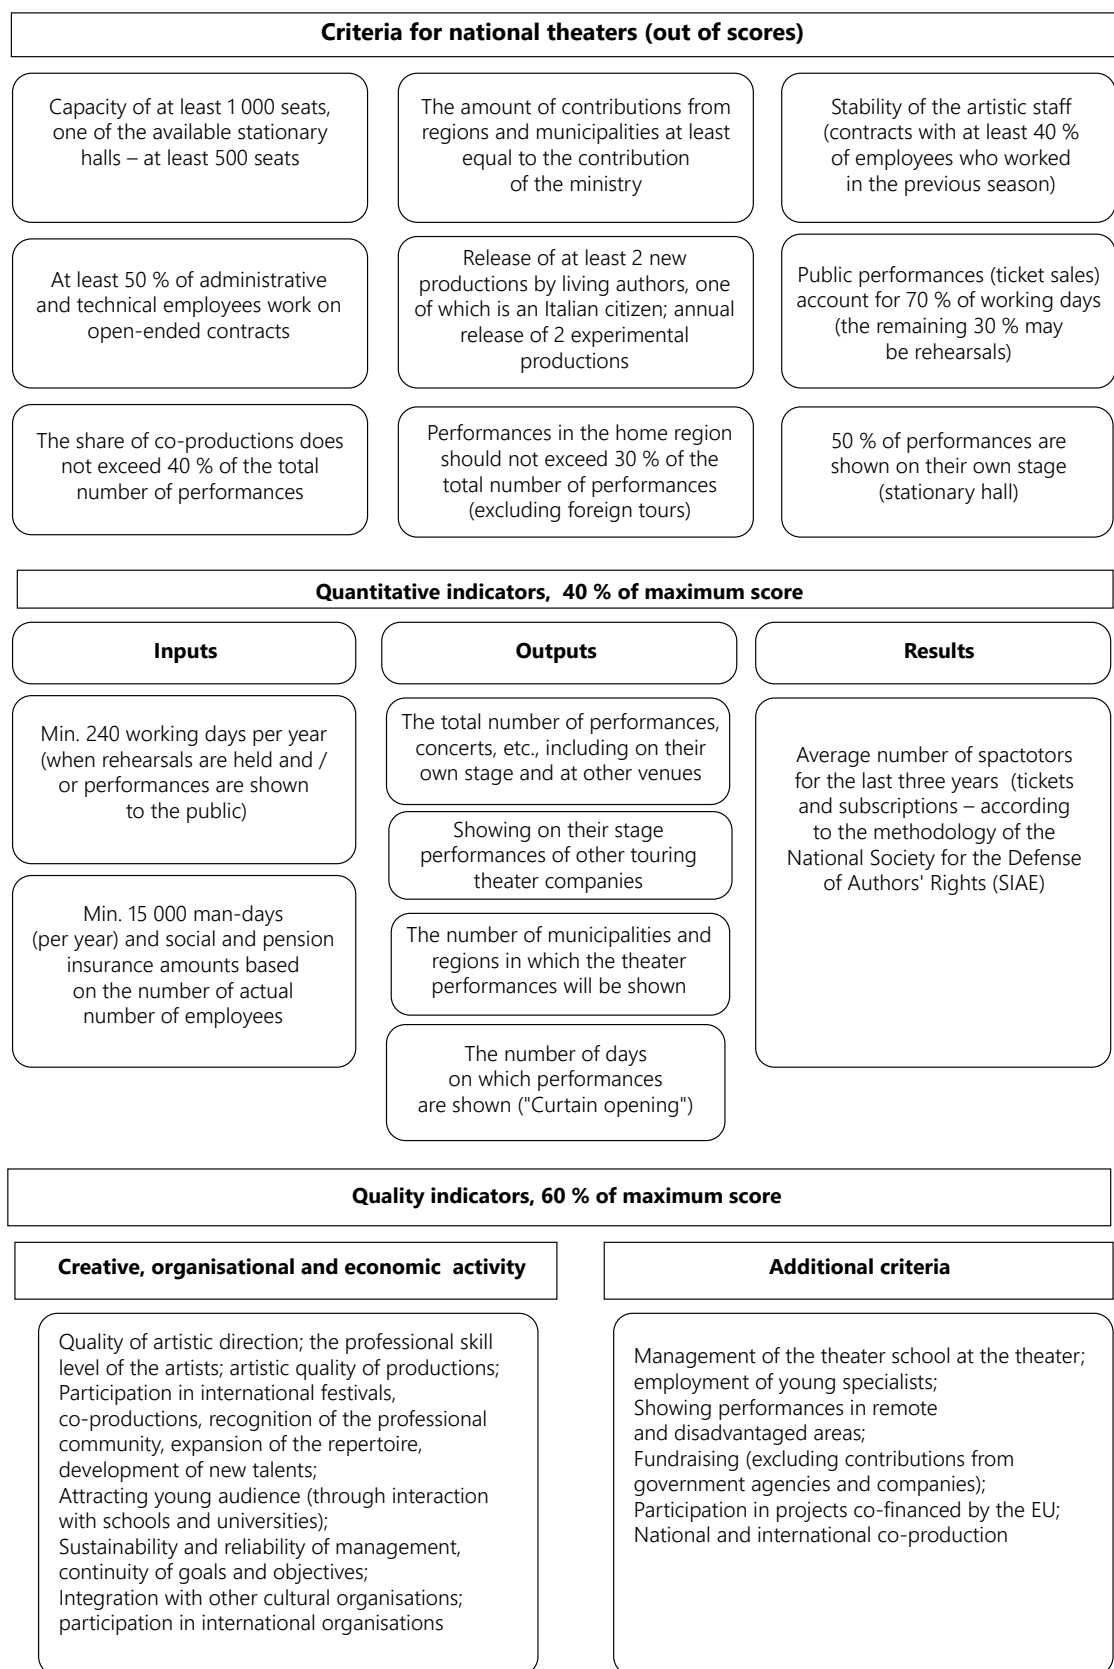 Criteria for national theaters (out of scores)
Capacity of at least 1 000 seats,
one of the available stationary
halls – at least 500 seats
The amount of contributions from
regions and municipalities at least
equal to the contribution
of the ministry
Stability of the artistic staff
(contracts with at least 40 %
of employees who worked
in the previous season)
At least 50 % of administrative
and technical employees work on
open-ended contracts
Release of at least 2 new
productions by living authors, one
of which is an Italian citizen; annual
release of 2 experimental
productions
Public performances (ticket sales)
account for 70 % of working days
(the remaining 30 % may
be rehearsals)
The share of co-productions does
not exceed 40 % of the total
number of performances
Performances in the home region
should not exceed 30 % of the
total number of performances
(excluding foreign tours)
50 % of performances are
shown on their own stage
(stationary hall)
Quantitative indicators, 40 % of maximum score
Inputs
Outputs
Results
Min. 240 working days per year
(when rehearsals are held and /
or performances are shown
to the public)
Min. 15 000 man-days
(per year) and social and pension
insurance amounts based
on the number of actual
number of employees
The total number of performances,
concerts, etc., including on their
own stage and at other venues
Showing on their stage
performances of other touring
theater companies
The number of municipalities and
regions in which the theater
performances will be shown
The number of days
on which performances
are shown ("Curtain opening")
Average number of spactotors
for the last three years (tickets
and subscriptions – according
to the methodology of the
National Society for the Defense
of Authors' Rights (SIAE)
Quality indicators, 60 % of maximum score
Creative, organisational and economic activity
Quality of artistic direction; the professional skill
level of the artists; artistic quality of productions;
Participation in international festivals,
co-productions, recognition of the professional
community, expansion of the repertoire,
development of new talents;
Attracting young audience (through interaction
with schools and universities);
Sustainability and reliability of management,
continuity of goals and objectives;
Integration with other cultural organisations;
participation in international organisations
Additional criteria
Management of the theater school at the theater;
employment of young specialists;
Showing performances in remote
and disadvantaged areas;
Fundraising (excluding contributions from
government agencies and companies);
Participation in projects co-financed by the EU;
National and international co-production